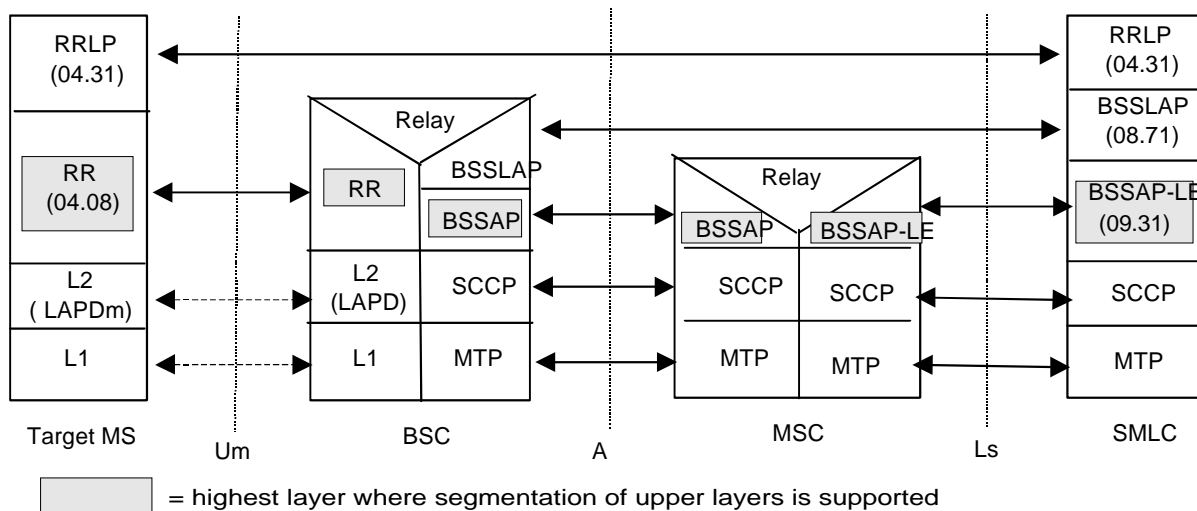 RRLP
(04.31)
RR
(04.08)
L2
( LAPDm)
L1
Target MS
Um
Relay
RR
BSSLAP
BSSAP
L2
(LAPD)
SCCP
L1
MTP
BSC
A
Relay
BSSAP
BSSAP-LE
SCCP
SCCP
MTP
MTP
MSC
Ls
RRLP
(04.31)
BSSLAP
(08.71)
BSSAP-LE
(09.31)
SCCP
MTP
SMLC
= highest layer where segmentation of upper layers is supported